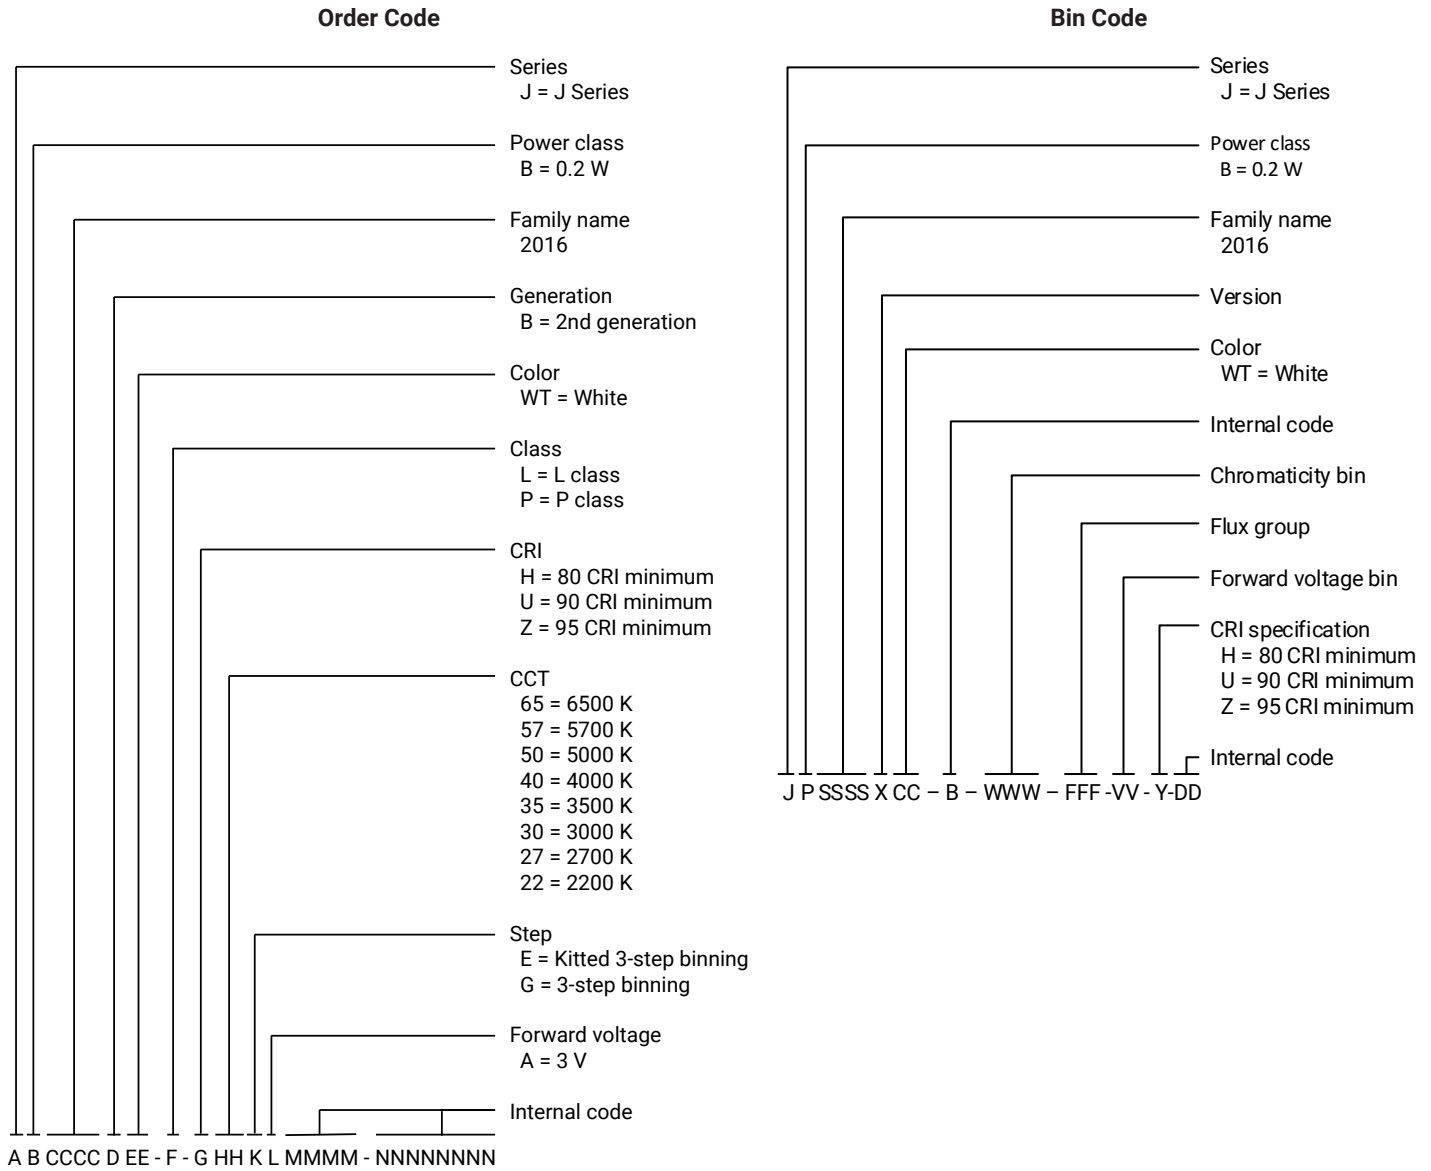 Order Code
Series
J = J Series
Power class
B = 0.2 W
Family name
2016
Generation
B = 2nd generation
Color
WT = White
Class
L = L class
P = P class
CRI
H = 80 CRI minimum
U = 90 CRI minimum
Z = 95 CRI minimum
CCT
65 = 6500 K
57 = 5700 K
50 = 5000 K
40 = 4000 K
35 = 3500 K
30 = 3000 K
27 = 2700 K
22 = 2200 K
Step
E = Kitted 3-step binning
G = 3-step binning
Forward voltage
A = 3 V
Internal code
A B CCCC D EE - F - G HH K L MMMM - NNNNNNNN
Bin Code
Series
J = J Series
Power class
B = 0.2 W
Family name
2016
Version
Color
WT = White
Internal code
Chromaticity bin
Flux group
Forward voltage bin
CRI specification
H = 80 CRI minimum
U = 90 CRI minimum
Z = 95 CRI minimum
Internal code
J P SSSS X CC – B – WWW – FFF -VV - Y-DD